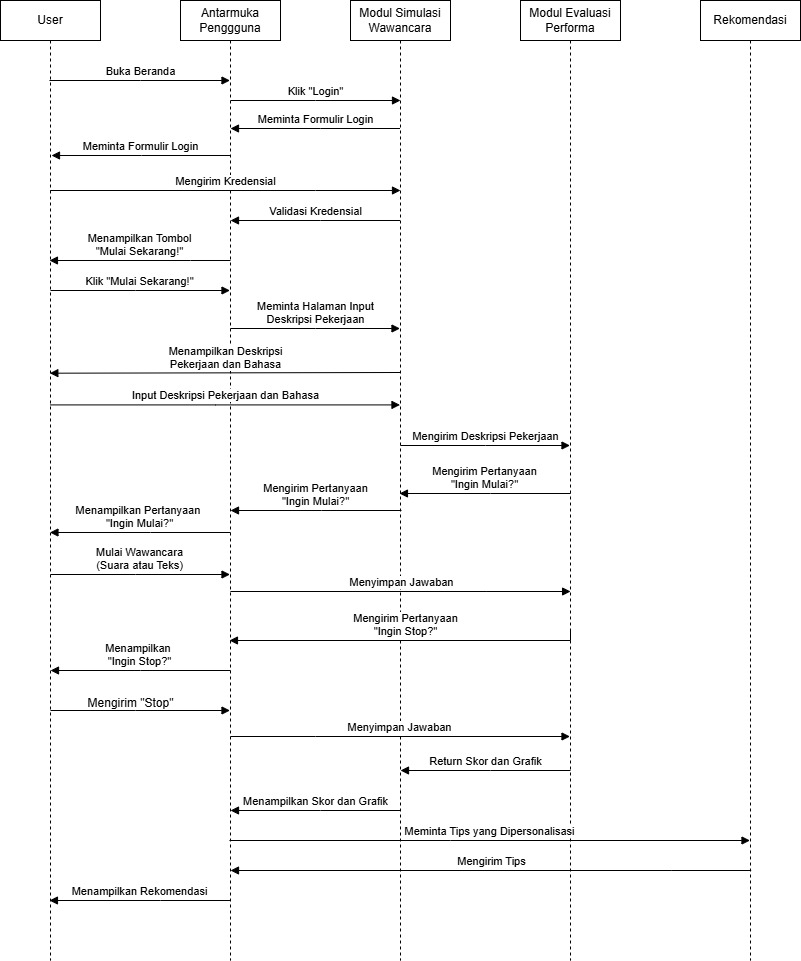 User
Antarmuka
Penggguna
Modul Simulasi
Wawancara
Modul Evaluasi
Performa
Rekomendasi
Buka Beranda
Klik "Login"
Meminta Formulir Login
Meminta Formulir Login
Mengirim Kredensial
Validasi Kredensial
Menampilkan Tombol
"Mulai Sekarang!"
Klik "Mulai Sekarang!"
Meminta Halaman Input
Deskripsi Pekerjaan
Menampilkan Deskripsi
Pekerjaan dan Bahasa
Input Deskripsi Pekerjaan dan Bahasa
Mengirim Deskripsi Pekerjaan
Mengirim Pertanyaan
"Ingin Mulai?"
Mengirim Pertanyaan
"Ingin Mulai?"
Menampilkan Pertanyaan
"Ingin Mulai?"
Mulai Wawancara
(Suara atau Teks)
Menyimpan Jawaban
Mengirim Pertanyaan
"Ingin Stop?"
Menampilkan
"Ingin Stop?"
Mengirim "Stop"
Menyimpan Jawaban
Return Skor dan Grafik
Menampilkan Skor dan Grafik
Meminta Tips yang Dipersonalisasi
Mengirim Tips
Menampilkan Rekomendasi